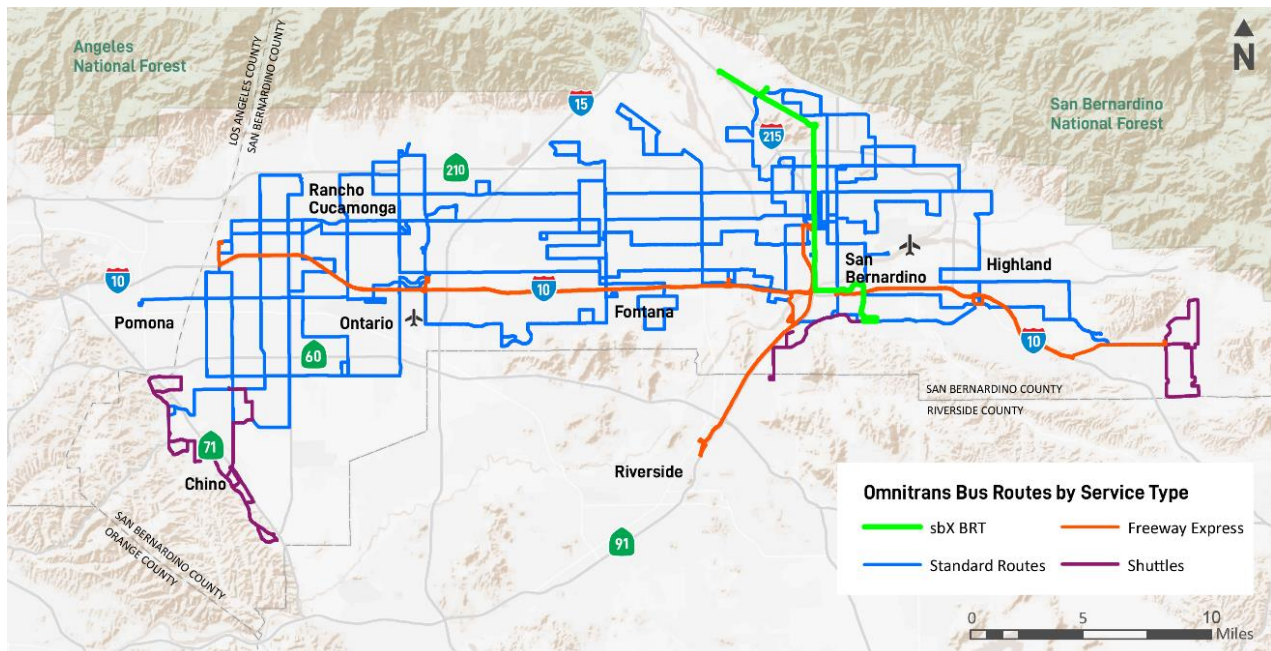 Angeles
National Forest
LOS ANGELES COUNTY
SAN BERNARDINO COUNTY
N
15
215
San Bernardino
National Forest
210
Rancho
Cucamonga
San
Bernardino
Highland
10
10
Pomona
Ontario
Fontana
60
10
SAN BERNARDINO COUNTY
RIVERSIDE COUNTY
71
Chino
Riverside
91
SAN BERNARDINO COUNTY
ORANGE COUNTY
Omnitrans Bus Routes by Service Type
sbX BRT
Freeway Express
Standard Routes
Shuttles
0 5 10
Miles